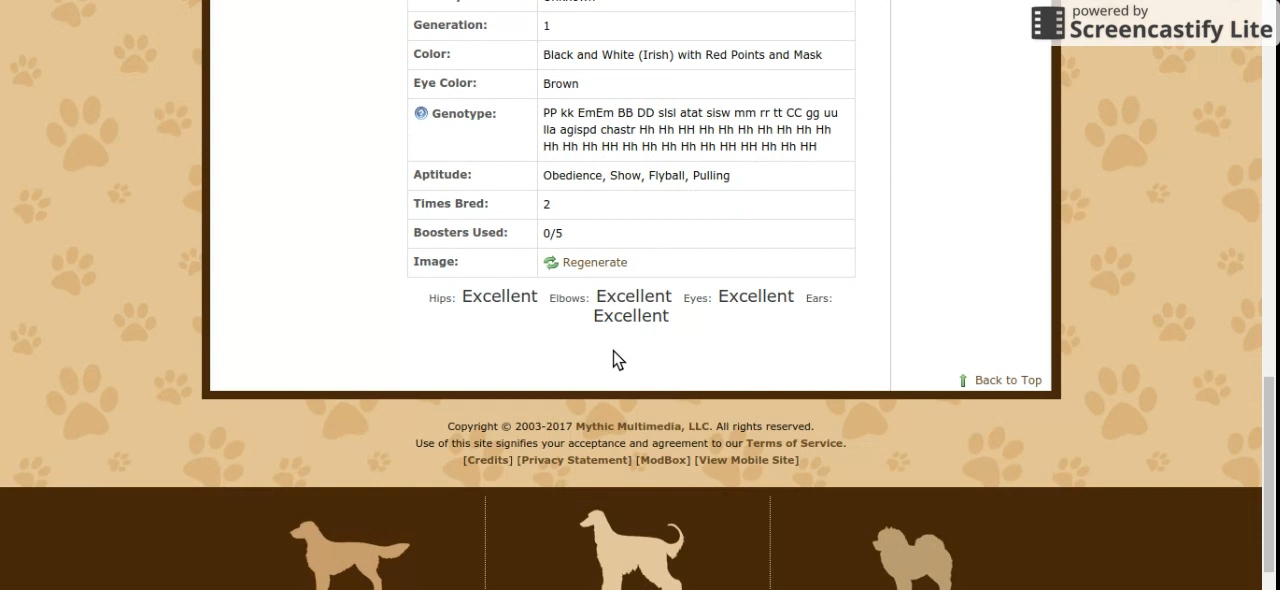 powered by
Screencastify Lite
Unknown
Generation: 1
Color: Black and White (Irish) with Red Points and Mask
Eye Color: Brown
Genotype: PP kk EmEm BB DD slsl atat sisw mm rr tt CC gg uu
lla agispd chastr Hh Hh HH Hh Hh Hh Hh Hh Hh Hh
Hh Hh Hh HH Hh Hh Hh Hh Hh HH HH Hh Hh HH
Aptitude: Obedience, Show, Flyball, Pulling
Times Bred: 2
Boosters Used: 0/5
Image: Regenerate
Hips: Excellent Elbows: Excellent Eyes: Excellent Ears:
Excellent
Back to Top
Copyright © 2003-2017 Mythic Multimedia, LLC. All rights reserved.
Use of this site signifies your acceptance and agreement to our Terms of Service.
[Credits] [Privacy Statement] [ModBox] [View Mobile Site]